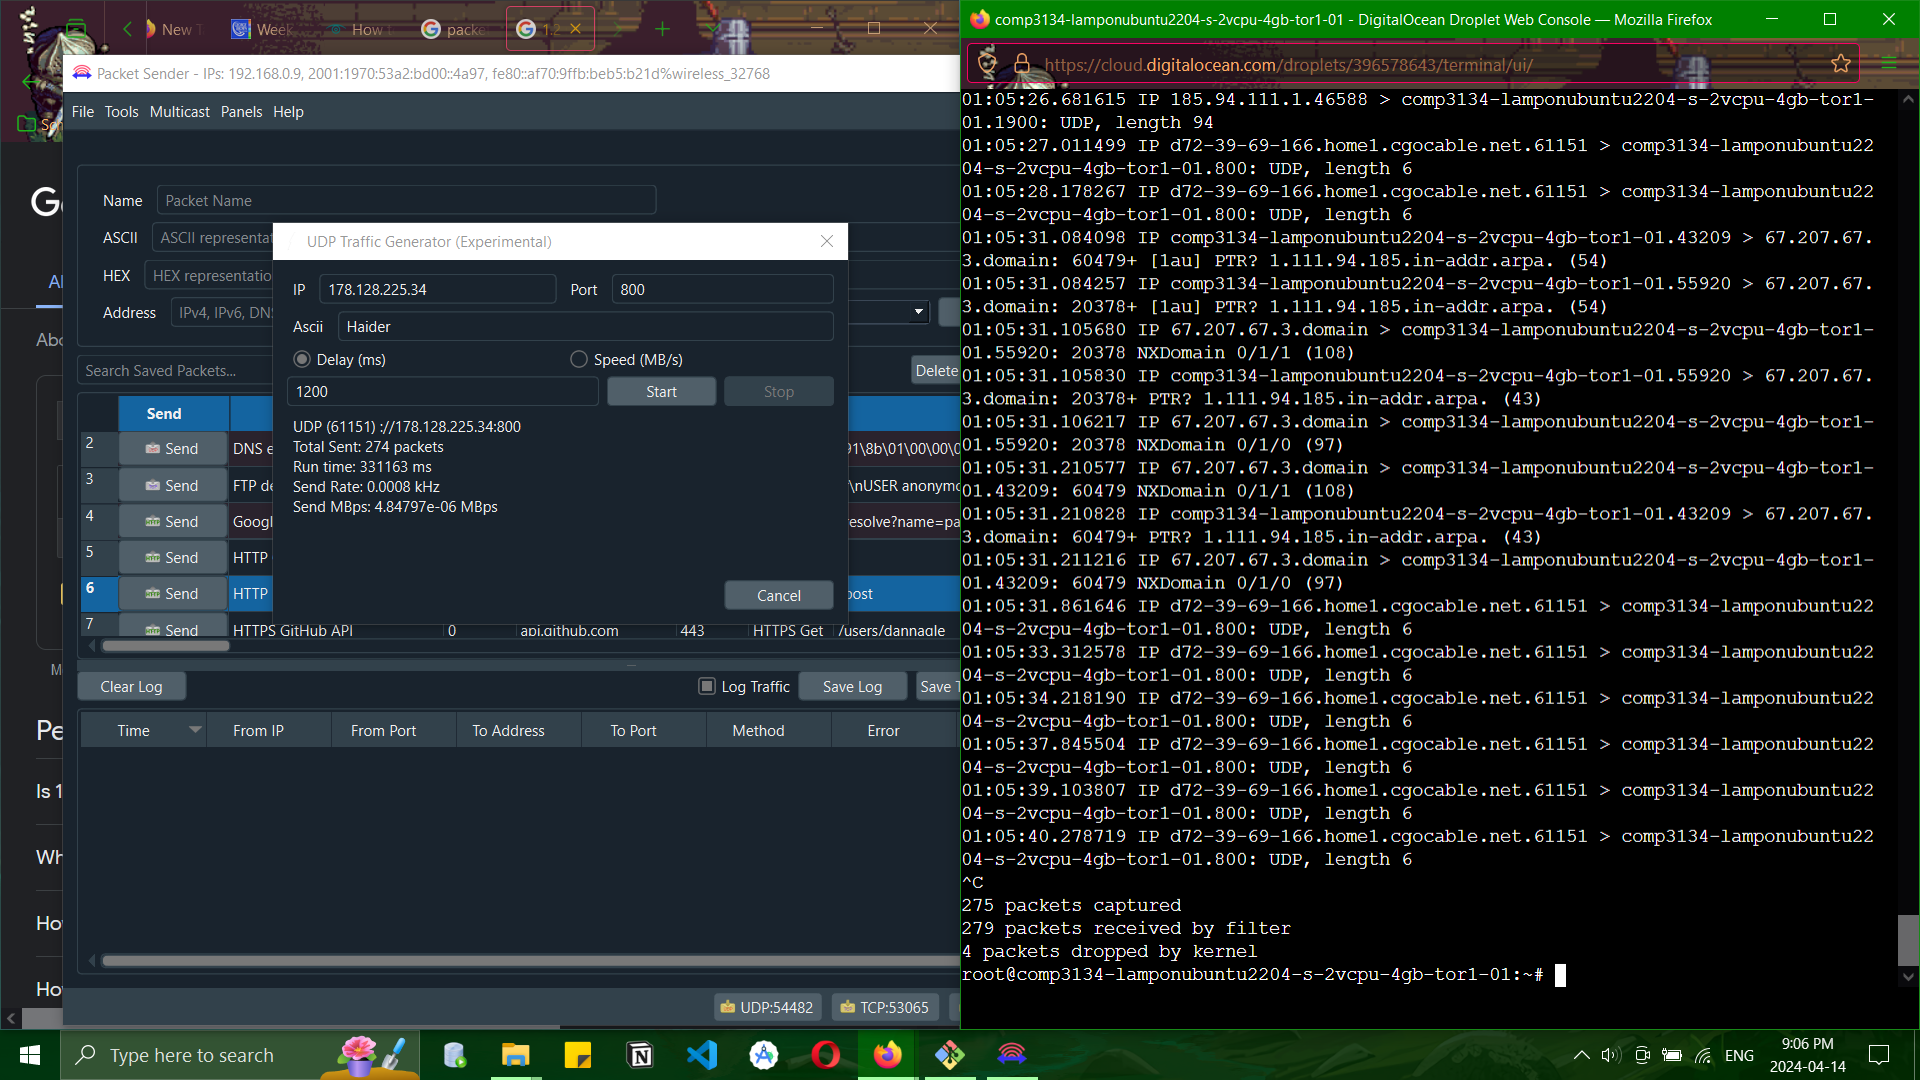 New T
Week
How
packe
1.2
Packet Sender - IPs: 192.168.0.9, 2001:1970:53a2:bd00::4a97, fe80::af70:9ffb:beb5:b21d%wireless_32768
File Tools Multicast Panels Help
Name Packet Name
ASCII ASCII representat
HEX HEX representatio
Address IPv4, IPv6, DNS
Search Saved Packets...
Delete
Send
2 Send DNS e 91\8b\01\00\00\0
3 Send FTP de \nUSER anonymo
4 Send Googl resolve?name=pa
5 Send HTTP
6 Send HTTP post
7 Send HTTPS GitHub API 0 api.github.com 443 HTTPS Get /users/dannagle
UDP Traffic Generator (Experimental)
IP 178.128.225.34 Port 800
Ascii Haider
Delay (ms) Speed (MB/s)
1200 Start Stop
UDP (61151) ://178.128.225.34:800
Total Sent: 274 packets
Run time: 331163 ms
Send Rate: 0.0008 kHz
Send MBps: 4.84797e-06 MBps
Cancel
Clear Log Log Traffic Save Log Save T
Time From IP From Port To Address To Port Method Error
UDP:54482 TCP:53065
Abo
Pe
Is 1
Wh
Ho
Ho
comp3134-lamponubuntu2204-s-2vcpu-4gb-tor1-01 - DigitalOcean Droplet Web Console — Mozilla Firefox
https://cloud.digitalocean.com/droplets/396578643/terminal/ui/
01:05:26.681615 IP 185.94.111.1.46588 > comp3134-lamponubuntu2204-s-2vcpu-4gb-tor1-
01.1900: UDP, length 94
01:05:27.011499 IP d72-39-69-166.home1.cgocable.net.61151 > comp3134-lamponubuntu22
04-s-2vcpu-4gb-tor1-01.800: UDP, length 6
01:05:28.178267 IP d72-39-69-166.home1.cgocable.net.61151 > comp3134-lamponubuntu22
04-s-2vcpu-4gb-tor1-01.800: UDP, length 6
01:05:31.084098 IP comp3134-lamponubuntu2204-s-2vcpu-4gb-tor1-01.43209 > 67.207.67.
3.domain: 60479+ [1au] PTR? 1.111.94.185.in-addr.arpa. (54)
01:05:31.084257 IP comp3134-lamponubuntu2204-s-2vcpu-4gb-tor1-01.55920 > 67.207.67.
3.domain: 20378+ [1au] PTR? 1.111.94.185.in-addr.arpa. (54)
01:05:31.105680 IP 67.207.67.3.domain > comp3134-lamponubuntu2204-s-2vcpu-4gb-tor1-
01.55920: 20378 NXDomain 0/1/1 (108)
01:05:31.105830 IP comp3134-lamponubuntu2204-s-2vcpu-4gb-tor1-01.55920 > 67.207.67.
3.domain: 20378+ PTR? 1.111.94.185.in-addr.arpa. (43)
01:05:31.106217 IP 67.207.67.3.domain > comp3134-lamponubuntu2204-s-2vcpu-4gb-tor1-
01.55920: 20378 NXDomain 0/1/0 (97)
01:05:31.210577 IP 67.207.67.3.domain > comp3134-lamponubuntu2204-s-2vcpu-4gb-tor1-
01.43209: 60479 NXDomain 0/1/1 (108)
01:05:31.210828 IP comp3134-lamponubuntu2204-s-2vcpu-4gb-tor1-01.43209 > 67.207.67.
3.domain: 60479+ PTR? 1.111.94.185.in-addr.arpa. (43)
01:05:31.211216 IP 67.207.67.3.domain > comp3134-lamponubuntu2204-s-2vcpu-4gb-tor1-
01.43209: 60479 NXDomain 0/1/0 (97)
01:05:31.861646 IP d72-39-69-166.home1.cgocable.net.61151 > comp3134-lamponubuntu22
04-s-2vcpu-4gb-tor1-01.800: UDP, length 6
01:05:33.312578 IP d72-39-69-166.home1.cgocable.net.61151 > comp3134-lamponubuntu22
04-s-2vcpu-4gb-tor1-01.800: UDP, length 6
01:05:34.218190 IP d72-39-69-166.home1.cgocable.net.61151 > comp3134-lamponubuntu22
04-s-2vcpu-4gb-tor1-01.800: UDP, length 6
01:05:37.845504 IP d72-39-69-166.home1.cgocable.net.61151 > comp3134-lamponubuntu22
04-s-2vcpu-4gb-tor1-01.800: UDP, length 6
01:05:39.103807 IP d72-39-69-166.home1.cgocable.net.61151 > comp3134-lamponubuntu22
04-s-2vcpu-4gb-tor1-01.800: UDP, length 6
01:05:40.278719 IP d72-39-69-166.home1.cgocable.net.61151 > comp3134-lamponubuntu22
04-s-2vcpu-4gb-tor1-01.800: UDP, length 6
^C
275 packets captured
279 packets received by filter
4 packets dropped by kernel
root@comp3134-lamponubuntu2204-s-2vcpu-4gb-tor1-01:~#
Type here to search
ENG
9:06 PM
2024-04-14